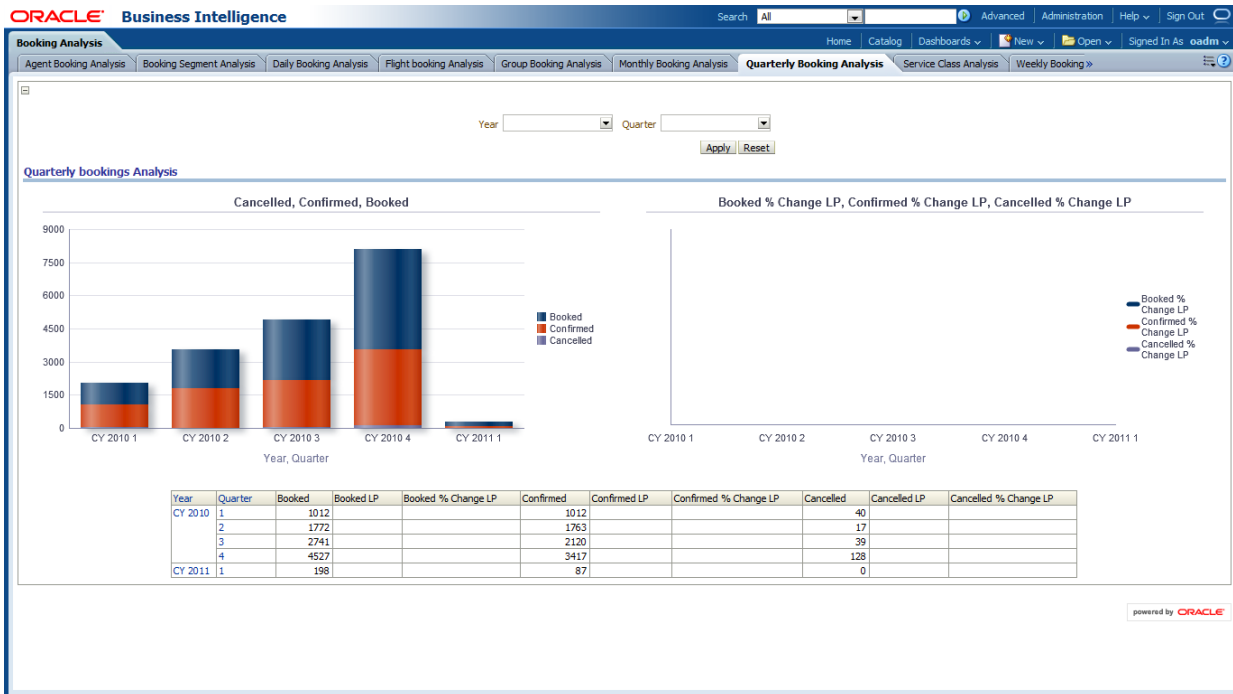 ORACLE Business Intelligence
Search All Advanced Administration Help Sign Out
Booking Analysis
Home Catalog Dashboards New Open Signed In As oadm
Agent Booking Analysis Booking Segment Analysis Daily Booking Analysis Flight booking Analysis Group Booking Analysis Monthly Booking Analysis Quarterly Booking Analysis Service Class Analysis Weekly Booking »
Year Quarter
Apply Reset
Quarterly bookings Analysis
Cancelled, Confirmed, Booked
9000
7500
6000
4500
3000
1500
0
CY 2010 1 CY 2010 2 CY 2010 3 CY 2010 4 CY 2011 1
Year, Quarter
Booked
Confirmed
Cancelled
Booked % Change LP, Confirmed % Change LP, Cancelled % Change LP
CY 2010 1 CY 2010 2 CY 2010 3 CY 2010 4 CY 2011 1
Year, Quarter
Booked %
Change LP
Confirmed %
Change LP
Cancelled %
Change LP
Year Quarter Booked Booked LP Booked % Change LP Confirmed Confirmed LP Confirmed % Change LP Cancelled Cancelled LP Cancelled % Change LP
CY 2010 1 1012 1012 40
2 1772 1763 17
3 2741 2120 39
4 4527 3417 128
CY 2011 1 198 87 0
powered by ORACLE